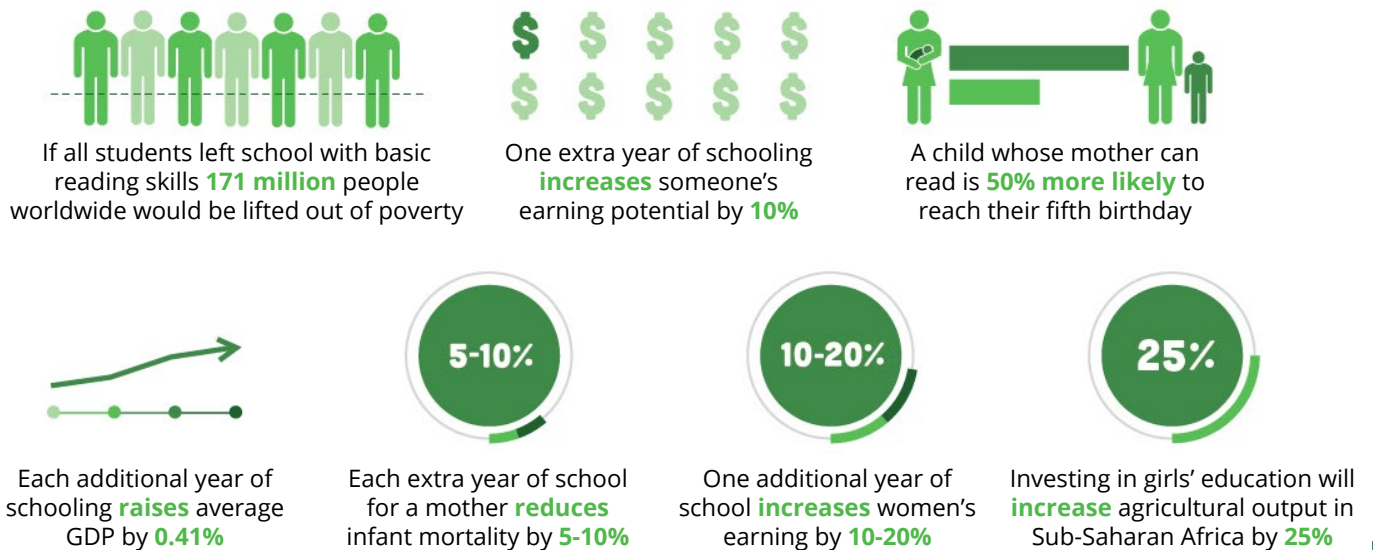 $ $ $ $ $
$ $ $ $ $
If all students left school with basic
reading skills 171 million people
worldwide would be lifted out of poverty
One extra year of schooling
increases someone's
earning potential by 10%
A child whose mother can
read is 50% more likely to
reach their fifth birthday
5-10%
10-20%
25%
Each additional year of
schooling raises average
GDP by 0.41%
Each extra year of school
for a mother reduces
infant mortality by 5-10%
One additional year of
school increases women's
earning by 10-20%
Investing in girls' education will
increase agricultural output in
Sub-Saharan Africa by 25%